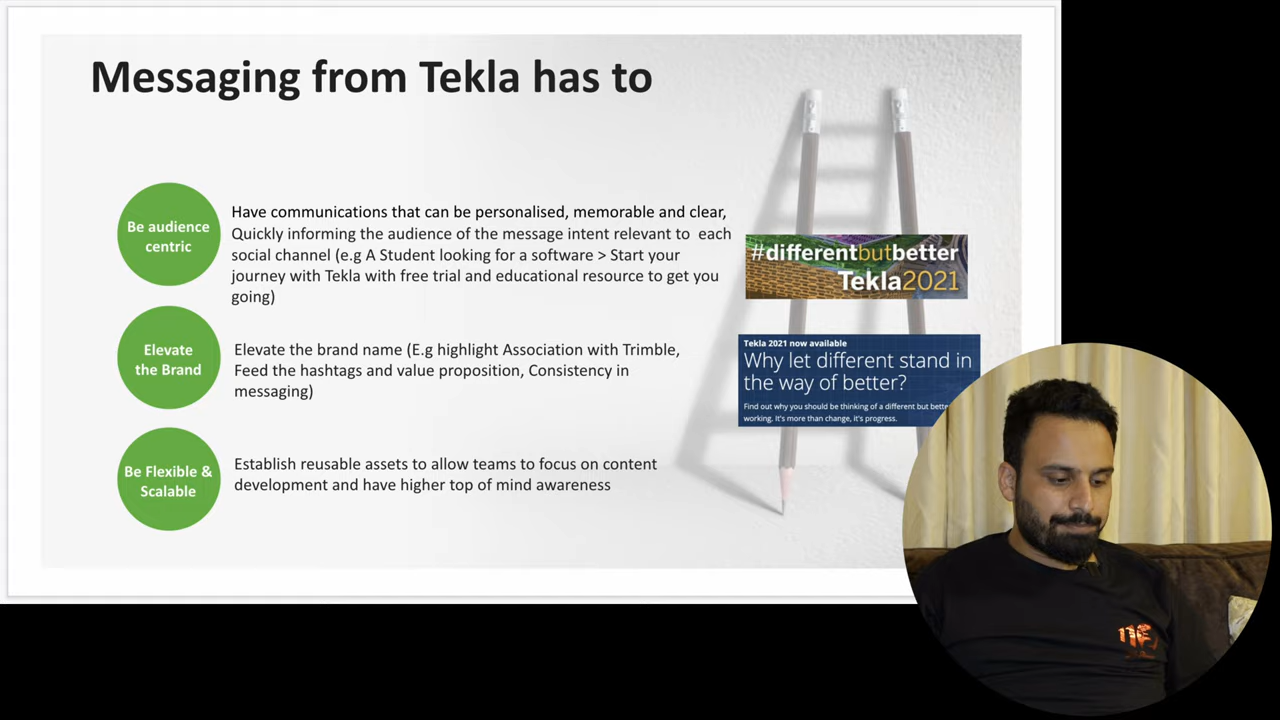 Messaging from Tekla has to
Be audience
centric
Have communications that can be personalised, memorable and clear,
Quickly informing the audience of the message intent relevant to each
social channel (e.g A Student looking for a software > Start your
journey with Tekla with free trial and educational resource to get you
going)
Elevate
the Brand
Elevate the brand name (E.g highlight Association with Trimble,
Feed the hashtags and value proposition, Consistency in
messaging)
Be Flexible &
Scalable
Establish reusable assets to allow teams to focus on content
development and have higher top of mind awareness
#differentbutbetter
Tekla2021
Tekla 2021 now available
Why let different stand in
the way of better?
Find out why you should be thinking of a different but
working. It's more than change, it's progress.